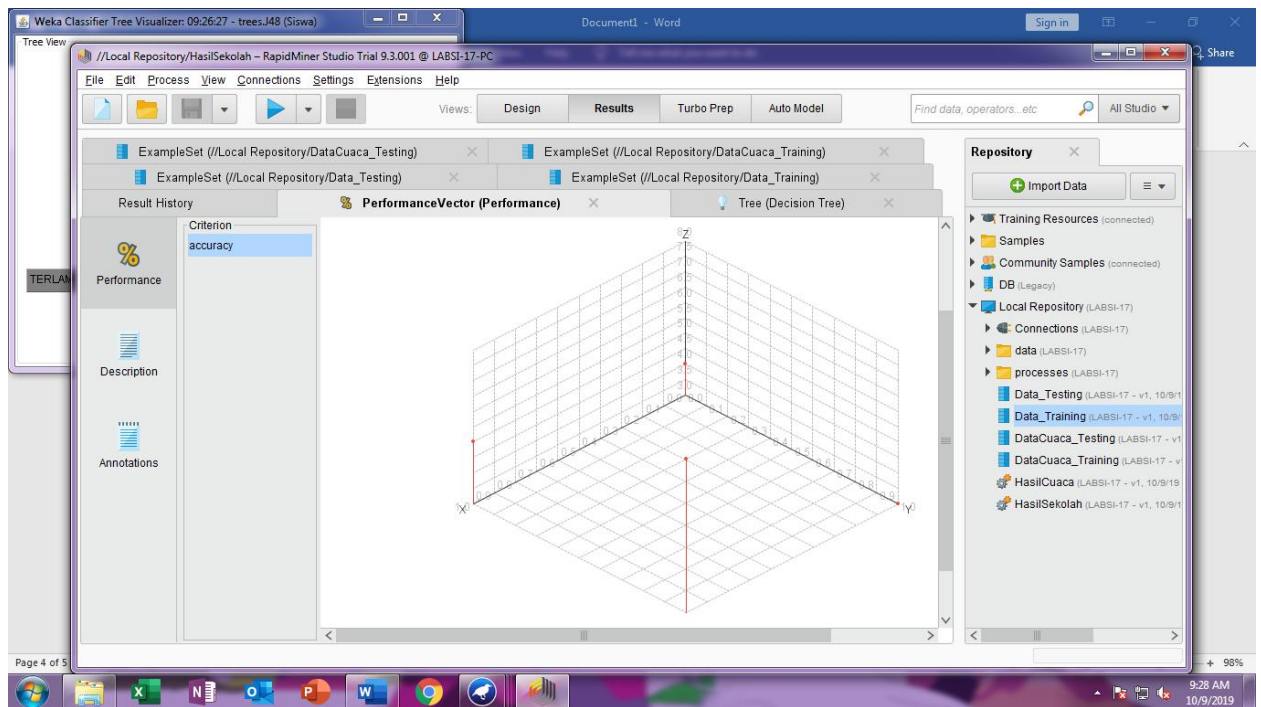 Weka Classifier Tree Visualizer: 09:26:27 - trees.J48 (Siswa)
Document1 - Word
Sign in
Tree View
Share
//Local Repository/HasilSekolah – RapidMiner Studio Trial 9.3.001 @ LABSI-17-PC
File Edit Process View Connections Settings Extensions Help
Views: Design Results Turbo Prep Auto Model
Find data, operators...etc
All Studio
ExampleSet (//Local Repository/DataCuaca_Testing)
ExampleSet (//Local Repository/DataCuaca_Training)
ExampleSet (//Local Repository/Data_Testing)
ExampleSet (//Local Repository/Data_Training)
Result History
PerformanceVector (Performance)
Tree (Decision Tree)
Performance
Description
Annotations
Criterion
accuracy
Z
X
Y
Repository
Import Data
Training Resources (connected)
Samples
Community Samples (connected)
DB (Legacy)
Local Repository (LABSI-17)
Connections (LABSI-17)
data (LABSI-17)
processes (LABSI-17)
Data_Testing (LABSI-17 - v1, 10/9/1
Data_Training (LABSI-17 - v1, 10/9/
DataCuaca_Testing (LABSI-17 - v1
DataCuaca_Training (LABSI-17 - v
HasilCuaca (LABSI-17 - v1, 10/9/19
HasilSekolah (LABSI-17 - v1, 10/9/1
TERLAM
Page 4 of 5
98%
9:28 AM
10/9/2019